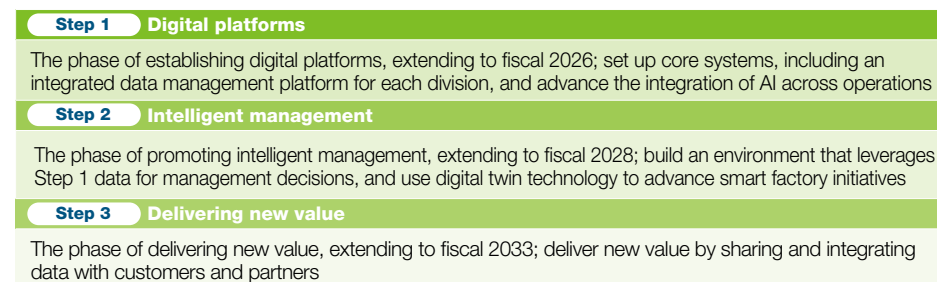 Step 1 Digital platforms
The phase of establishing digital platforms, extending to fiscal 2026; set up core systems, including an
integrated data management platform for each division, and advance the integration of AI across operations
Step 2 Intelligent management
The phase of promoting intelligent management, extending to fiscal 2028; build an environment that leverages
Step 1 data for management decisions, and use digital twin technology to advance smart factory initiatives
Step 3 Delivering new value
The phase of delivering new value, extending to fiscal 2033; deliver new value by sharing and integrating
data with customers and partners